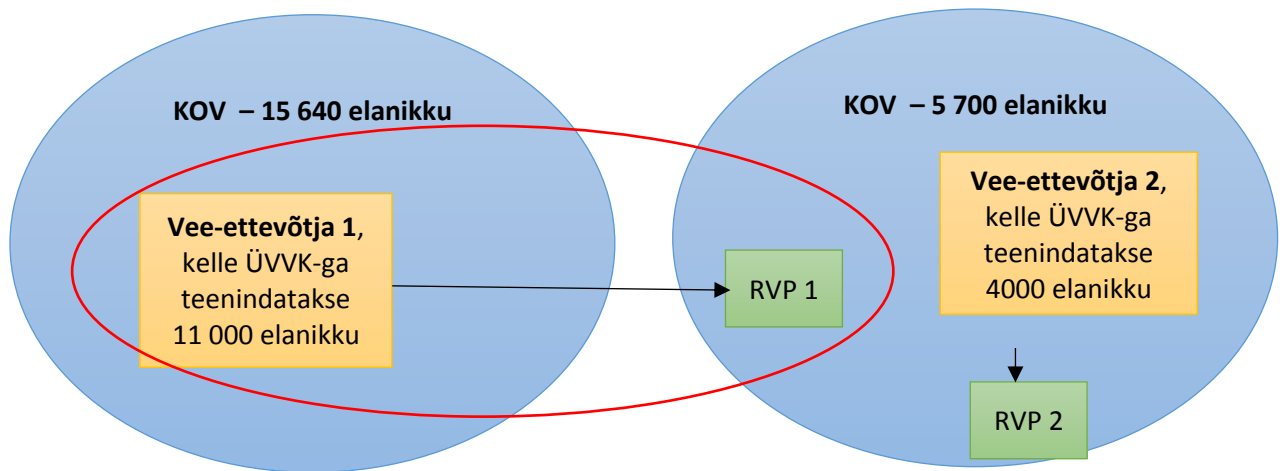 KOV – 15 640 elanikku
Vee-ettevõtja 1,
kelle ÜVVK-ga
teenindatakse
11 000 elanikku
RVP 1
KOV – 5 700 elanikku
Vee-ettevõtja 2,
kelle ÜVVK-ga
teenindatakse
4000 elanikku
RVP 2